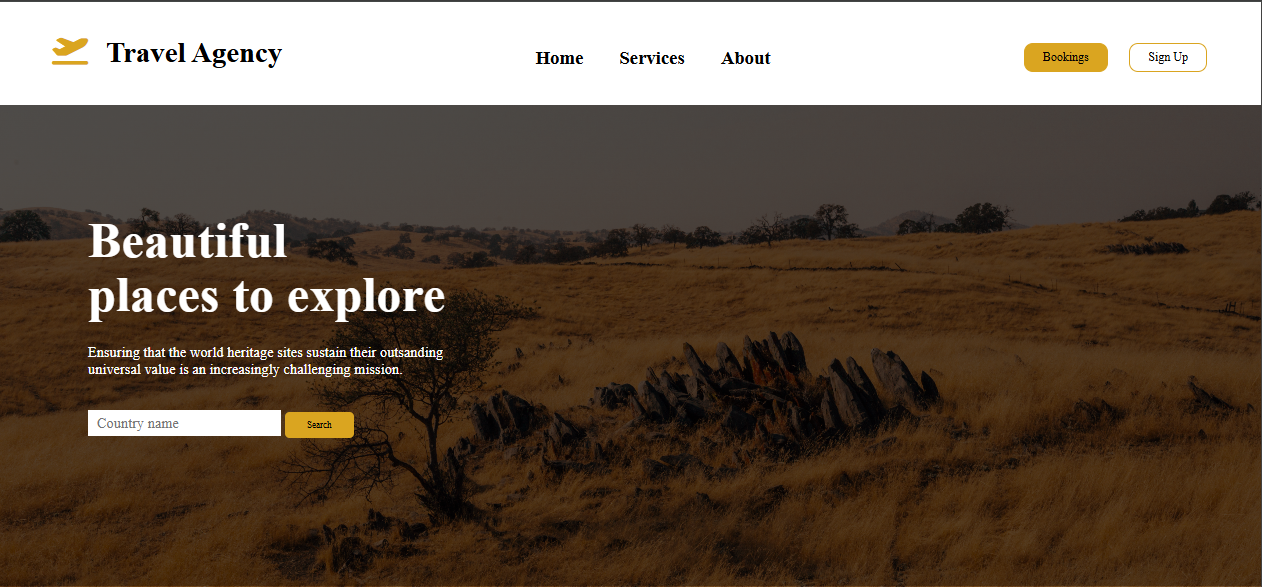 Travel Agency
Home Services About
Bookings Sign Up
Beautiful
places to explore
Ensuring that the world heritage sites sustain their outsanding
universal value is an increasingly challenging mission.
Country name Search